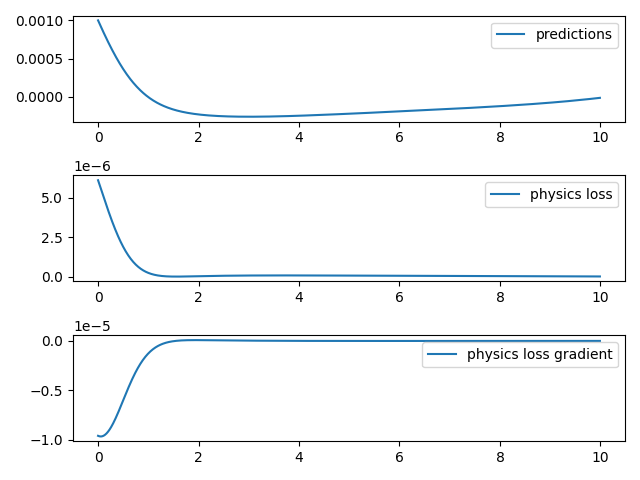 0.0010
0.0005
0.0000
predictions
0 2 4 6 8 10
1e−6
5.0
2.5
0.0
physics loss
0 2 4 6 8 10
1e−5
0.0
−0.5
−1.0
physics loss gradient
0 2 4 6 8 10